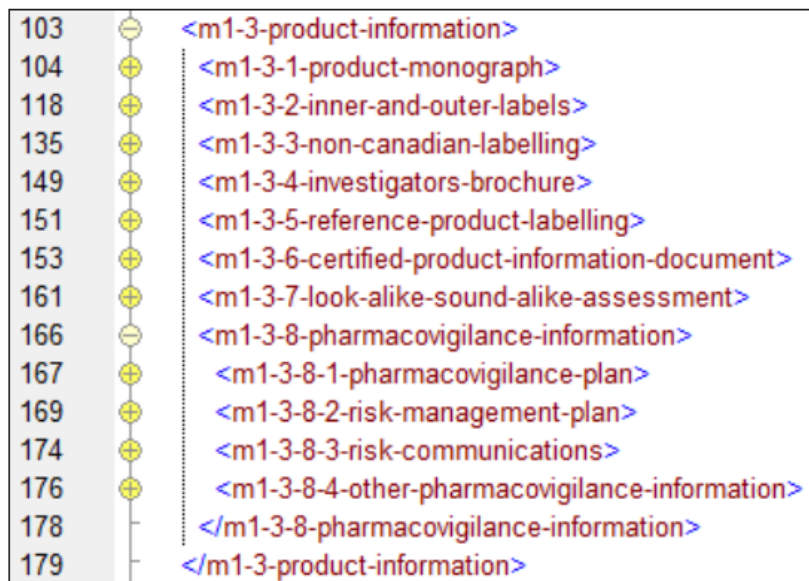 103 <m1-3-product-information>
104 <m1-3-1-product-monograph>
118 <m1-3-2-inner-and-outer-labels>
135 <m1-3-3-non-canadian-labelling>
149 <m1-3-4-investigators-brochure>
151 <m1-3-5-reference-product-labelling>
153 <m1-3-6-certified-product-information-document>
161 <m1-3-7-look-alike-sound-alike-assessment>
166 <m1-3-8-pharmacovigilance-information>
167 <m1-3-8-1-pharmacovigilance-plan>
169 <m1-3-8-2-risk-management-plan>
174 <m1-3-8-3-risk-communications>
176 <m1-3-8-4-other-pharmacovigilance-information>
178 </m1-3-8-pharmacovigilance-information>
179 </m1-3-product-information>